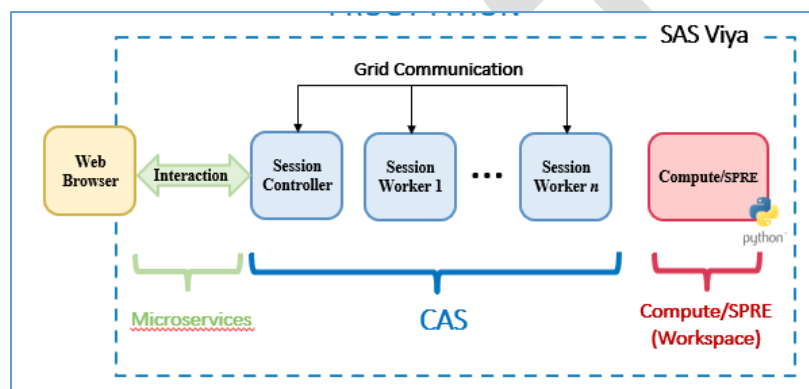 SAS Viya
Grid Communication
Web
Browser
Interaction
Session
Controller
Session
Worker 1
Session
Worker n
Compute/SPRE
python
Microservices
CAS
Compute/SPRE
(Workspace)